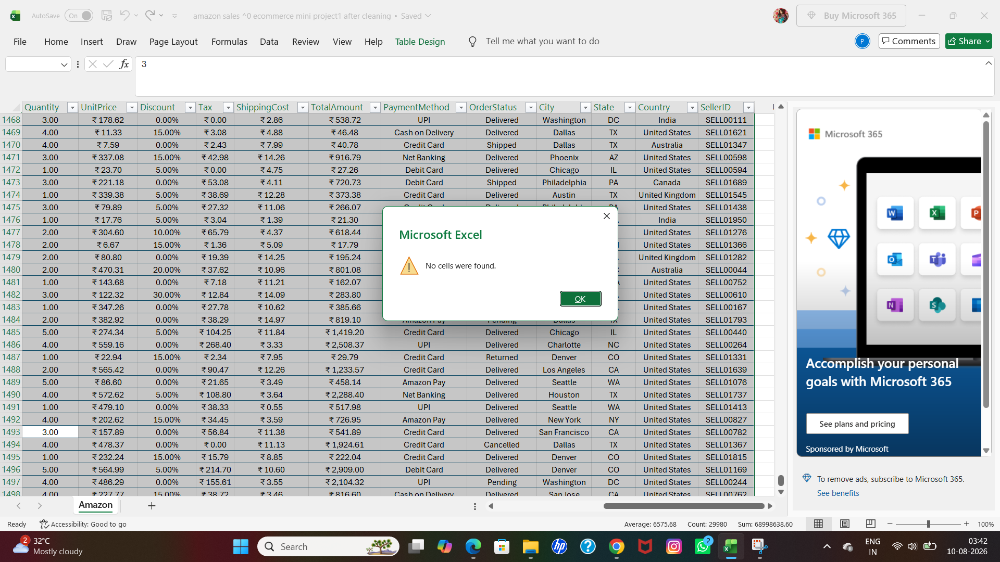 AutoSave On amazon sales ^0 ecommerce mini project1 after cleaning • Saved Buy Microsoft 365
File Home Insert Draw Page Layout Formulas Data Review View Help Table Design Tell me what you want to do P Comments Share
fx 3
Quantity UnitPrice Discount Tax ShippingCost TotalAmount PaymentMethod OrderStatus City State Country SellerID
1468 3.00 ₹ 178.62 0.00% ₹ 0.00 ₹ 2.86 ₹ 538.72 UPI Delivered Washington DC India SELL00111
1469 4.00 ₹ 11.33 15.00% ₹ 3.08 ₹ 4.88 ₹ 46.48 Cash on Delivery Delivered Dallas TX United States SELL01621
1470 4.00 ₹ 7.59 0.00% ₹ 2.43 ₹ 7.99 ₹ 40.78 Credit Card Shipped Dallas TX Australia SELL01347
1471 3.00 ₹ 337.08 15.00% ₹ 42.98 ₹ 14.26 ₹ 916.79 Net Banking Delivered Phoenix AZ United States SELL00598
1472 1.00 ₹ 23.70 5.00% ₹ 0.00 ₹ 4.75 ₹ 27.26 Debit Card Delivered Chicago IL United States SELL00594
1473 3.00 ₹ 221.18 0.00% ₹ 53.08 ₹ 4.11 ₹ 720.73 Debit Card Shipped Philadelphia PA Canada SELL01689
1474 1.00 ₹ 339.38 5.00% ₹ 38.69 ₹ 12.28 ₹ 373.38 Credit Card Delivered Austin TX United Kingdom SELL01545
1475 3.00 ₹ 79.89 5.00% ₹ 27.32 ₹ 11.06 ₹ 266.07 United States SELL01438
1476 1.00 ₹ 17.76 5.00% ₹ 3.04 ₹ 1.39 ₹ 21.30 India SELL01950
1477 2.00 ₹ 304.60 10.00% ₹ 65.79 ₹ 4.37 ₹ 618.44 United States SELL01276
1478 2.00 ₹ 6.67 15.00% ₹ 1.36 ₹ 5.09 ₹ 17.79 United States SELL01366
1479 2.00 ₹ 80.80 0.00% ₹ 19.39 ₹ 14.25 ₹ 195.24 United Kingdom SELL01282
1480 2.00 ₹ 470.31 20.00% ₹ 37.62 ₹ 10.96 ₹ 801.08 Australia SELL00044
1481 1.00 ₹ 143.68 0.00% ₹ 7.18 ₹ 11.21 ₹ 162.07 United States SELL00752
1482 3.00 ₹ 122.32 30.00% ₹ 12.84 ₹ 14.09 ₹ 283.80 United States SELL00610
1483 1.00 ₹ 347.26 0.00% ₹ 27.78 ₹ 10.62 ₹ 385.66 United States SELL00167
1484 2.00 ₹ 382.92 0.00% ₹ 38.29 ₹ 14.97 ₹ 819.10 Amazon Pay Pending Dallas TX United States SELL01793
1485 5.00 ₹ 274.34 5.00% ₹ 104.25 ₹ 11.84 ₹ 1,419.20 Credit Card Delivered Chicago IL United States SELL00440
1486 4.00 ₹ 559.16 0.00% ₹ 268.40 ₹ 3.33 ₹ 2,508.37 UPI Delivered Charlotte NC United States SELL00264
1487 1.00 ₹ 22.94 15.00% ₹ 2.34 ₹ 7.95 ₹ 29.79 Credit Card Returned Denver CO United States SELL01331
1488 2.00 ₹ 565.42 0.00% ₹ 90.47 ₹ 12.26 ₹ 1,233.57 Credit Card Delivered Los Angeles CA United States SELL01639
1489 5.00 ₹ 86.60 0.00% ₹ 21.65 ₹ 3.49 ₹ 458.14 Amazon Pay Delivered Seattle WA United States SELL01076
1490 4.00 ₹ 572.62 5.00% ₹ 108.80 ₹ 3.64 ₹ 2,288.40 Net Banking Delivered Houston TX United States SELL01737
1491 1.00 ₹ 479.10 0.00% ₹ 38.33 ₹ 0.55 ₹ 517.98 UPI Delivered Seattle WA United States SELL01413
1492 4.00 ₹ 202.62 15.00% ₹ 34.45 ₹ 3.59 ₹ 726.95 Amazon Pay Delivered New York NY United States SELL00827
1493 3.00 ₹ 157.89 0.00% ₹ 56.84 ₹ 11.38 ₹ 541.89 Credit Card Delivered San Francisco CA United States SELL00782
1494 4.00 ₹ 478.37 0.00% ₹ 0.00 ₹ 11.13 ₹ 1,924.61 Credit Card Cancelled Dallas TX United States SELL01367
1495 1.00 ₹ 232.24 15.00% ₹ 15.79 ₹ 8.85 ₹ 222.04 Credit Card Delivered Denver CO United States SELL01815
1496 5.00 ₹ 564.99 5.00% ₹ 214.70 ₹ 10.60 ₹ 2,909.00 Debit Card Delivered Denver CO United States SELL01169
1497 4.00 ₹ 486.29 0.00% ₹ 155.61 ₹ 3.55 ₹ 2,104.32 UPI Pending Washington DC United States SELL00244
1498 4.00 ₹ 227.77 15.00% ₹ 38.72 ₹ 3.46 ₹ 816.60 Cash on Delivery Delivered San Jose CA United States SELL00762
Microsoft Excel
No cells were found.
OK
Microsoft 365
Accomplish your personal
goals with Microsoft 365
See plans and pricing
Sponsored by Microsoft
To remove ads, subscribe to Microsoft 365.
See benefits
Amazon
Ready Accessibility: Good to go Average: 6575.68 Count: 29980 Sum: 68998638.60 100%
2 32°C
Mostly cloudy
Search
2
ENG
IN
03:42
10-08-2026